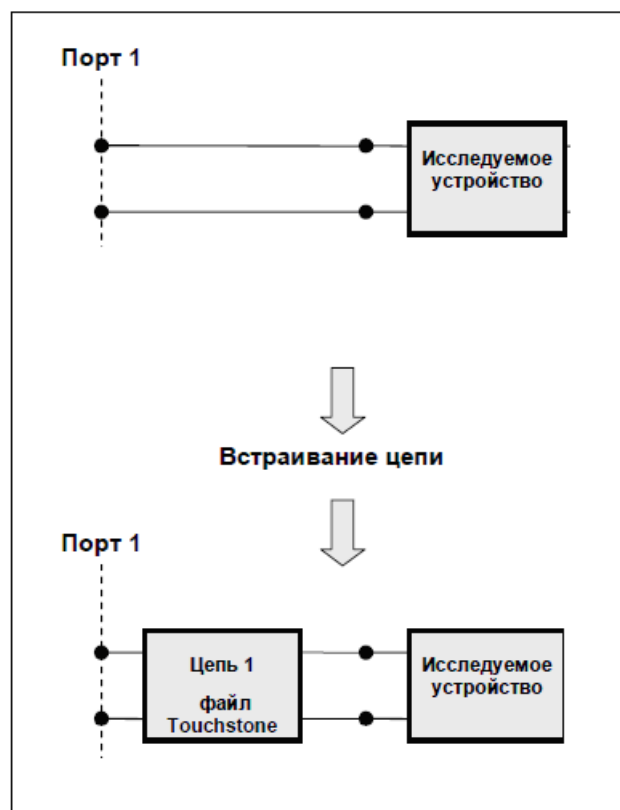 Порт 1
Исследуемое
устройство
Встраивание цепи
Порт 1
Цепь 1
файл
Touchstone
Исследуемое
устройство